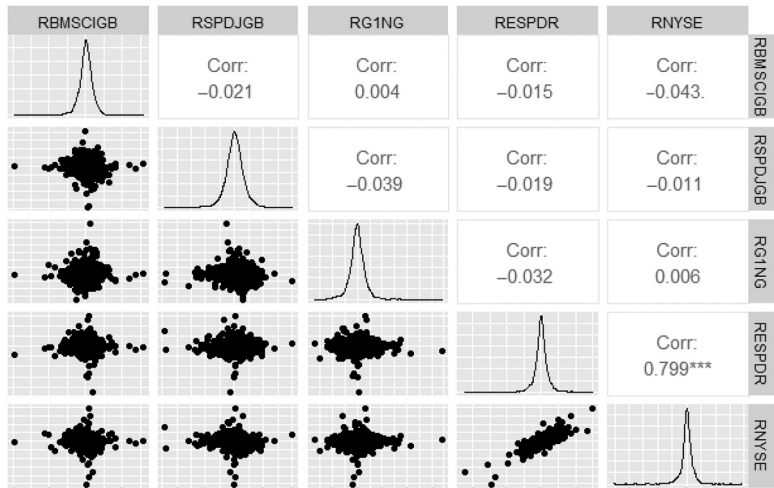 RBMSCIGB RSPDJGB RG1NG RESPDR RNYSE
Corr: Corr: Corr: Corr:
−0.021 0.004 −0.015 −0.043.
RBMSCIGB
Corr: Corr: Corr:
−0.039 −0.019 −0.011
RSPDJGB
Corr: Corr:
−0.032 0.006
RG1NG
Corr:
0.799***
RESPDR
RNYSE